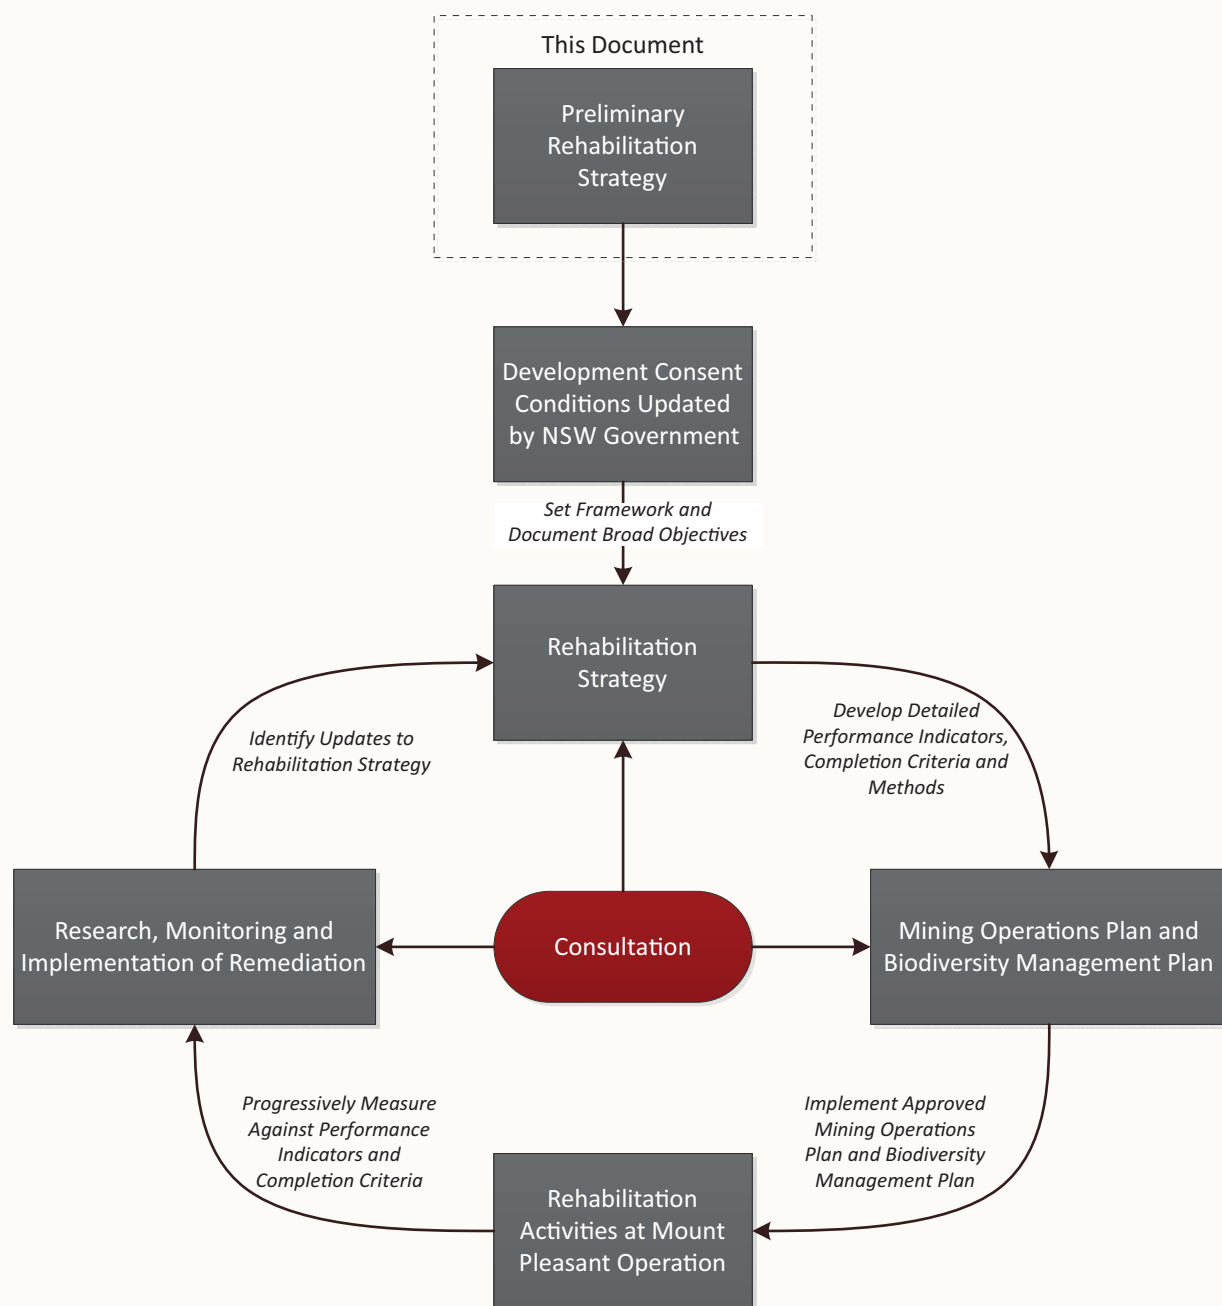 This Document
Preliminary
Rehabilitation
Strategy
Development Consent
Conditions Updated
by NSW Government
Set Framework and
Document Broad Objectives
Rehabilitation
Strategy
Identify Updates to
Rehabilitation Strategy
Develop Detailed
Performance Indicators,
Completion Criteria and
Methods
Research, Monitoring and
Implementation of Remediation
Consultation
Mining Operations Plan and
Biodiversity Management Plan
Progressively Measure
Against Performance
Indicators and
Completion Criteria
Implement Approved
Mining Operations
Plan and Biodiversity
Management Plan
Rehabilitation
Activities at Mount
Pleasant Operation